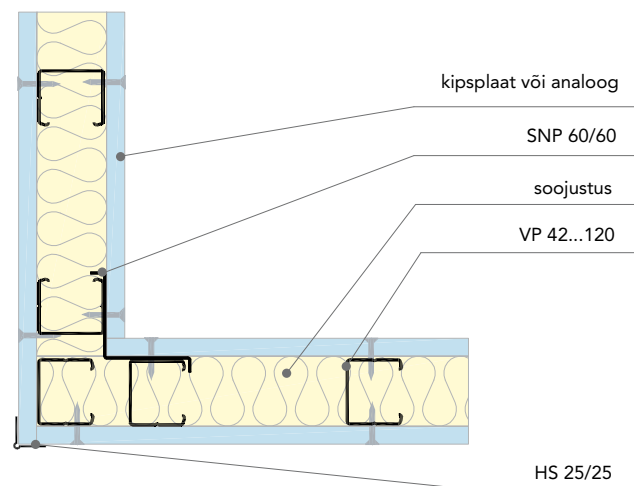 kipsplaat või analoog
SNP 60/60
soojustus
VP 42...120
HS 25/25